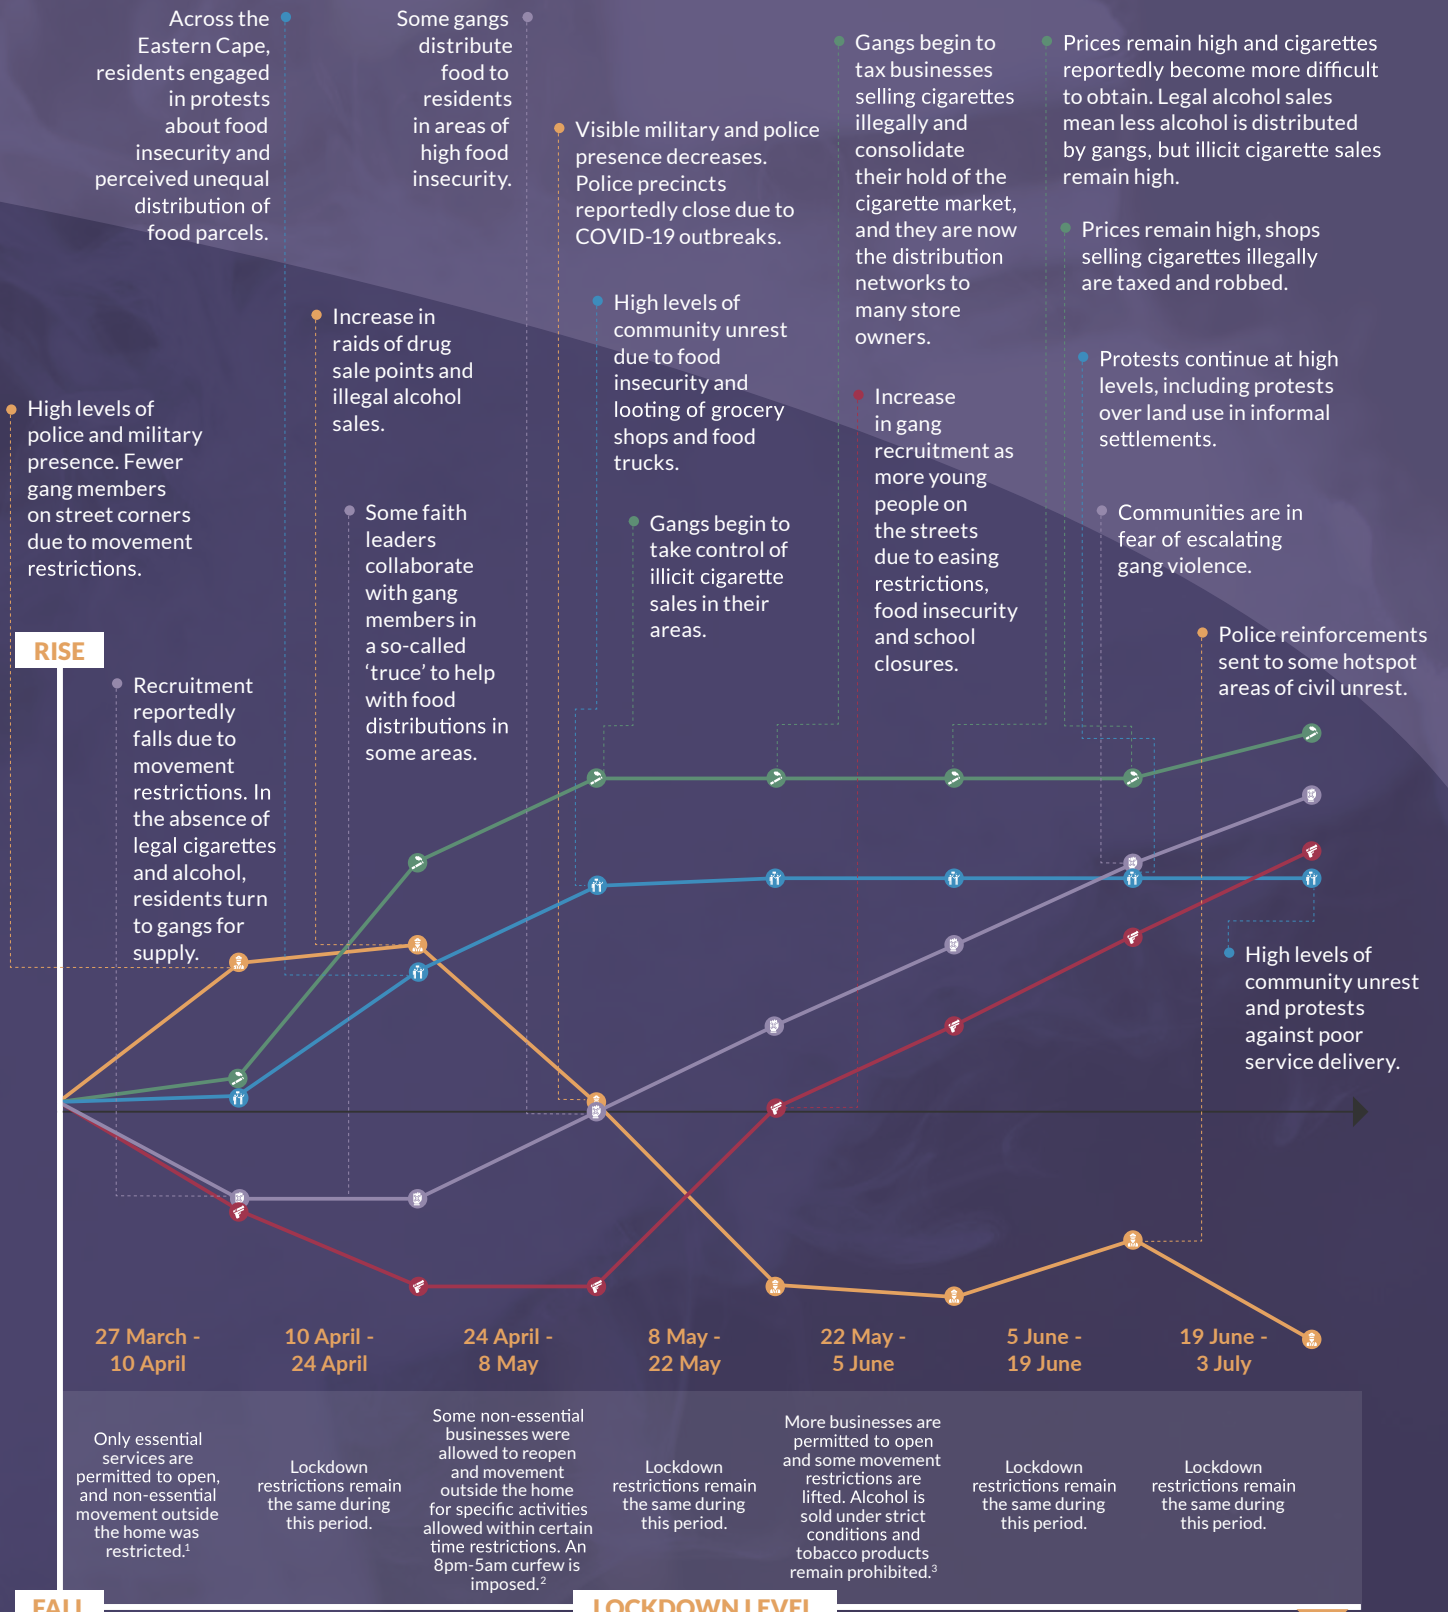 Across the
Eastern Cape,
residents engaged
in protests
about food
insecurity and
perceived unequal
distribution of
food parcels.
Some gangs
distribute
food to
residents
in areas of
high food
insecurity.
Visible military and police
presence decreases.
Police precincts
reportedly close due to
COVID-19 outbreaks.
Gangs begin to
tax businesses
selling cigarettes
illegally and
consolidate
their hold of the
cigarette market,
and they are now
the distribution
networks to
many store
owners.
Prices remain high and cigarettes
reportedly become more difficult
to obtain. Legal alcohol sales
mean less alcohol is distributed
by gangs, but illicit cigarette sales
remain high.
Prices remain high, shops
selling cigarettes illegally
are taxed and robbed.
Increase in
raids of drug
sale points and
illegal alcohol
sales.
High levels of
community unrest
due to food
insecurity and
looting of grocery
shops and food
trucks.
Protests continue at high
levels, including protests
over land use in informal
settlements.
High levels of
police and military
presence. Fewer
gang members
on street corners
due to movement
restrictions.
Increase
in gang
recruitment as
more young
people on
the streets
due to easing
restrictions,
food insecurity
and school
closures.
Some faith
leaders
collaborate
with gang
members in
a so-called
‘truce’ to help
with food
distributions in
some areas.
Gangs begin to
take control of
illicit cigarette
sales in their
areas.
Communities are in
fear of escalating
gang violence.
Police reinforcements
sent to some hotspot
areas of civil unrest.
RISE
Recruitment
reportedly
falls due to
movement
restrictions. In
the absence of
legal cigarettes
and alcohol,
residents turn
to gangs for
supply.
High levels of
community unrest
and protests
against poor
service delivery.
27 March -
10 April
10 April -
24 April
24 April -
8 May
8 May -
22 May
22 May -
5 June
5 June -
19 June
19 June -
3 July
Only essential
services are
permitted to open,
and non-essential
movement outside
the home was
restricted.1
Lockdown
restrictions remain
the same during
this period.
Some non-essential
businesses were
allowed to reopen
and movement
outside the home
for specific activities
allowed within certain
time restrictions. An
8pm-5am curfew is
imposed.2
Lockdown
restrictions remain
the same during
this period.
More businesses are
permitted to open
and some movement
restrictions are
lifted. Alcohol is
sold under strict
conditions and
tobacco products
remain prohibited.3
Lockdown
restrictions remain
the same during
this period.
Lockdown
restrictions remain
the same during
this period.
FALL
LOCKDOWN LEVEL